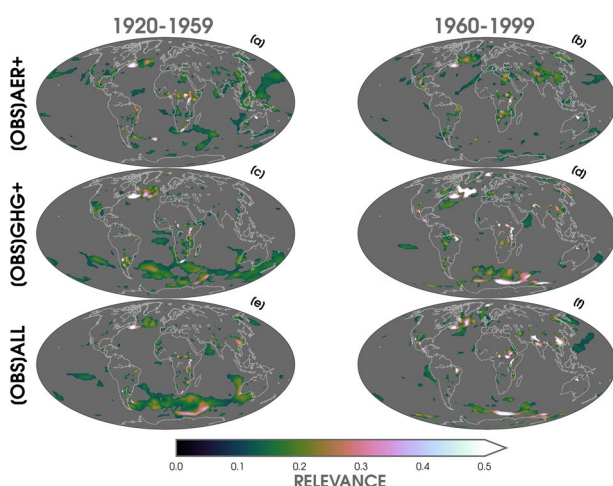 1920-1959 1960-1999
(a) (b)
(OBS)AER+
(c) (d)
(OBS)GHG+
(e) (f)
(OBS)ALL
0.0 0.1 0.2 0.3 0.4 0.5
RELEVANCE